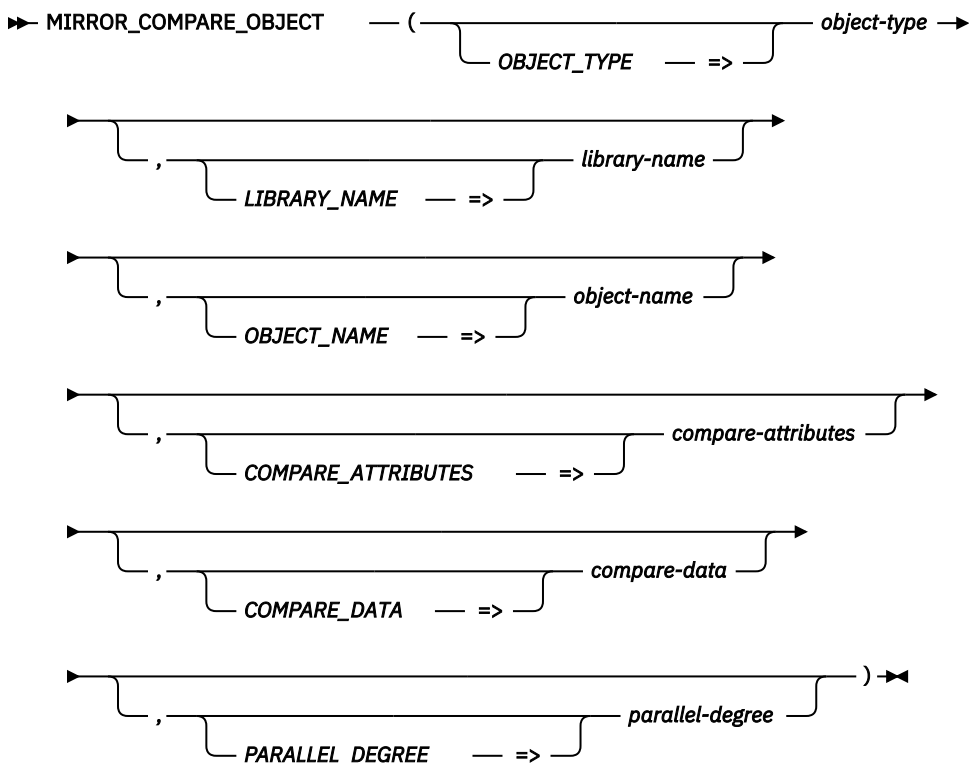 MIRROR_COMPARE_OBJECT ( object-type
OBJECT_TYPE =>
, library-name
LIBRARY_NAME =>
, object-name
OBJECT_NAME =>
, compare-attributes
COMPARE_ATTRIBUTES =>
, compare-data
COMPARE_DATA =>
)
, parallel-degree
PARALLEL DEGREE =>